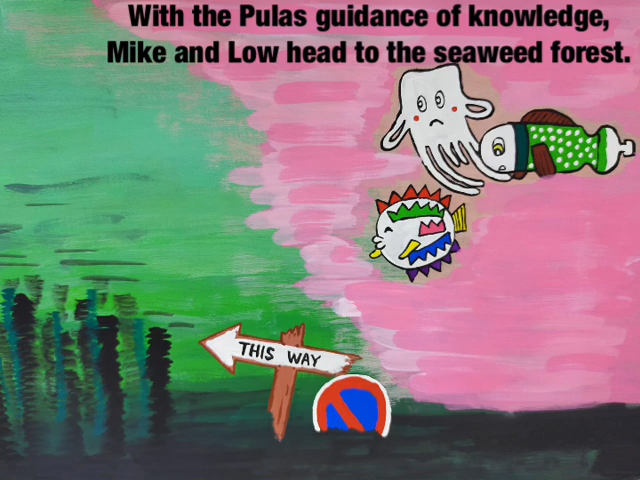 With the Pulas guidance of knowledge,
Mike and Low head to the seaweed forest.
THIS WAY